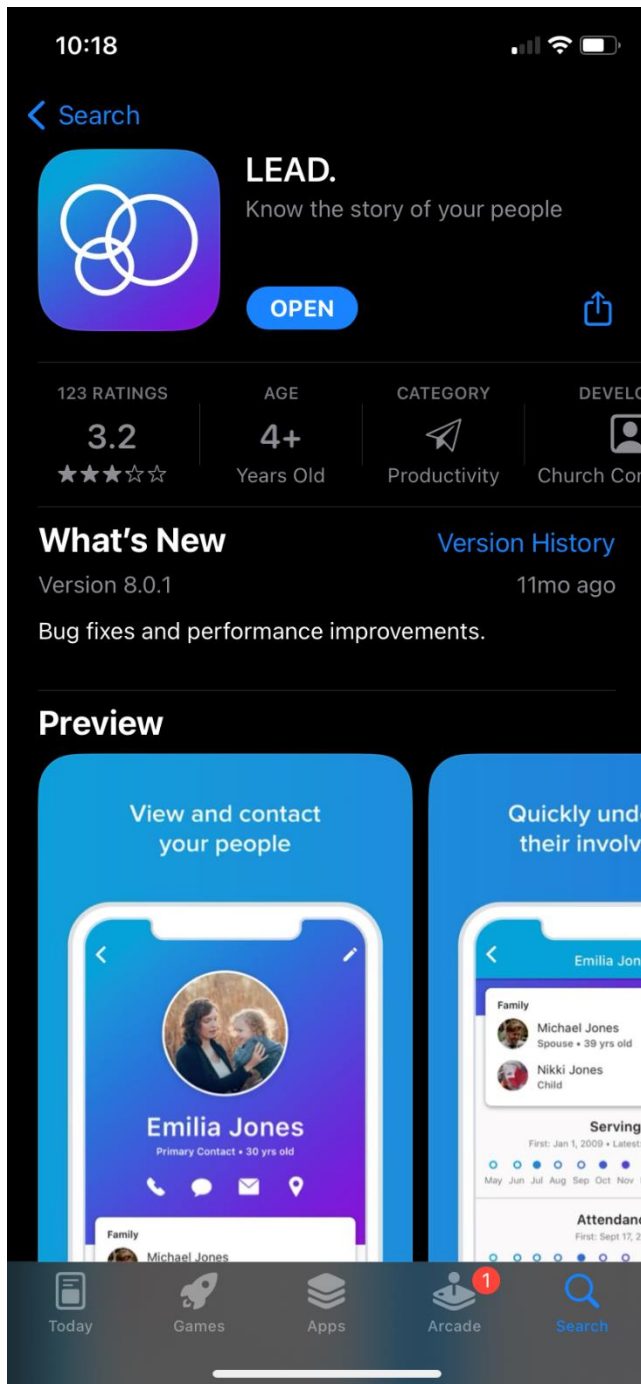 10:18
Search
LEAD.
Know the story of your people
OPEN
123 RATINGS
3.2
AGE
4+
Years Old
CATEGORY
Productivity
DEVELO
Church Cor
What's New
Version History
Version 8.0.1
11mo ago
Bug fixes and performance improvements.
Preview
View and contact
your people
Emilia Jones
Primary Contact • 30 yrs old
Family
Michael Jones
Quickly und
their involv
Emilia Jon
Family
Michael Jones
Spouse • 39 yrs old
Nikki Jones
Child
Serving
First: Jan 1, 2009 • Latest:
May Jun Jul Aug Sep Oct Nov
Attendanc
First: Sept 17, 2
Today
Games
Apps
Arcade
1
Search